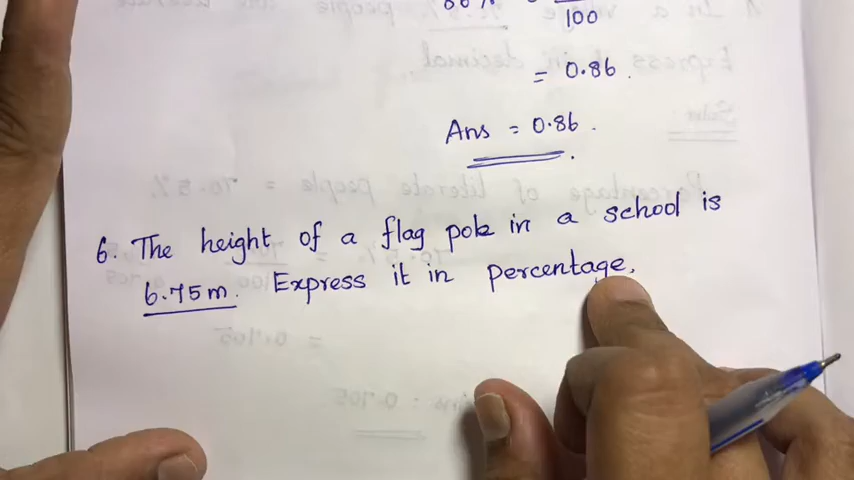 100
= 0.86.
Ans = 0.86.
6. The height of a flag pole in a school is
6.75m. Express it in percentage.